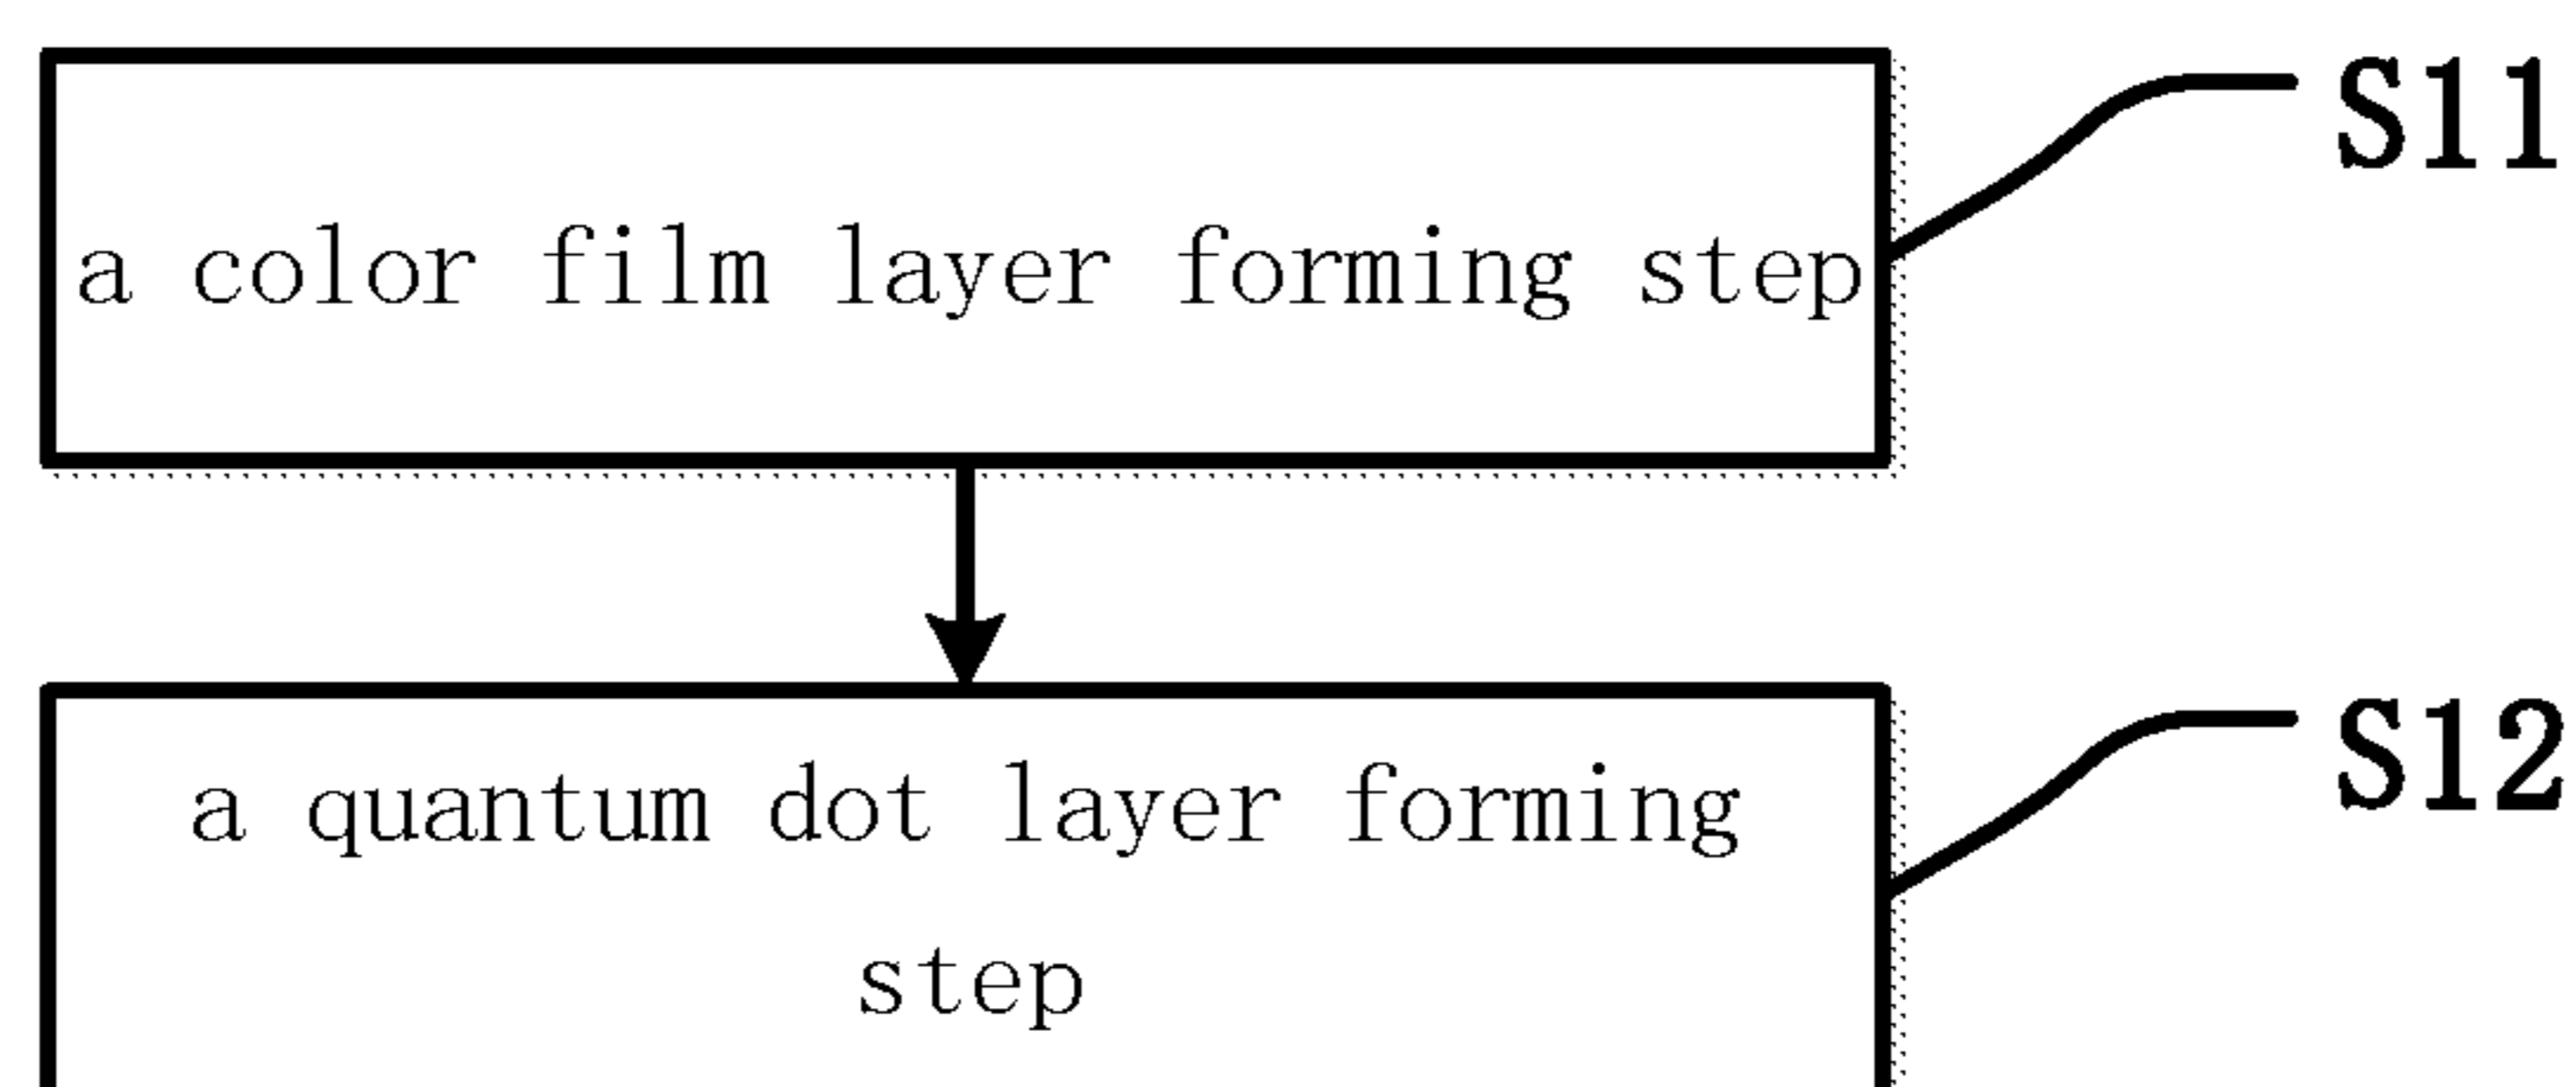 S11
a color film layer forming step
S12
a quantum dot layer forming
step